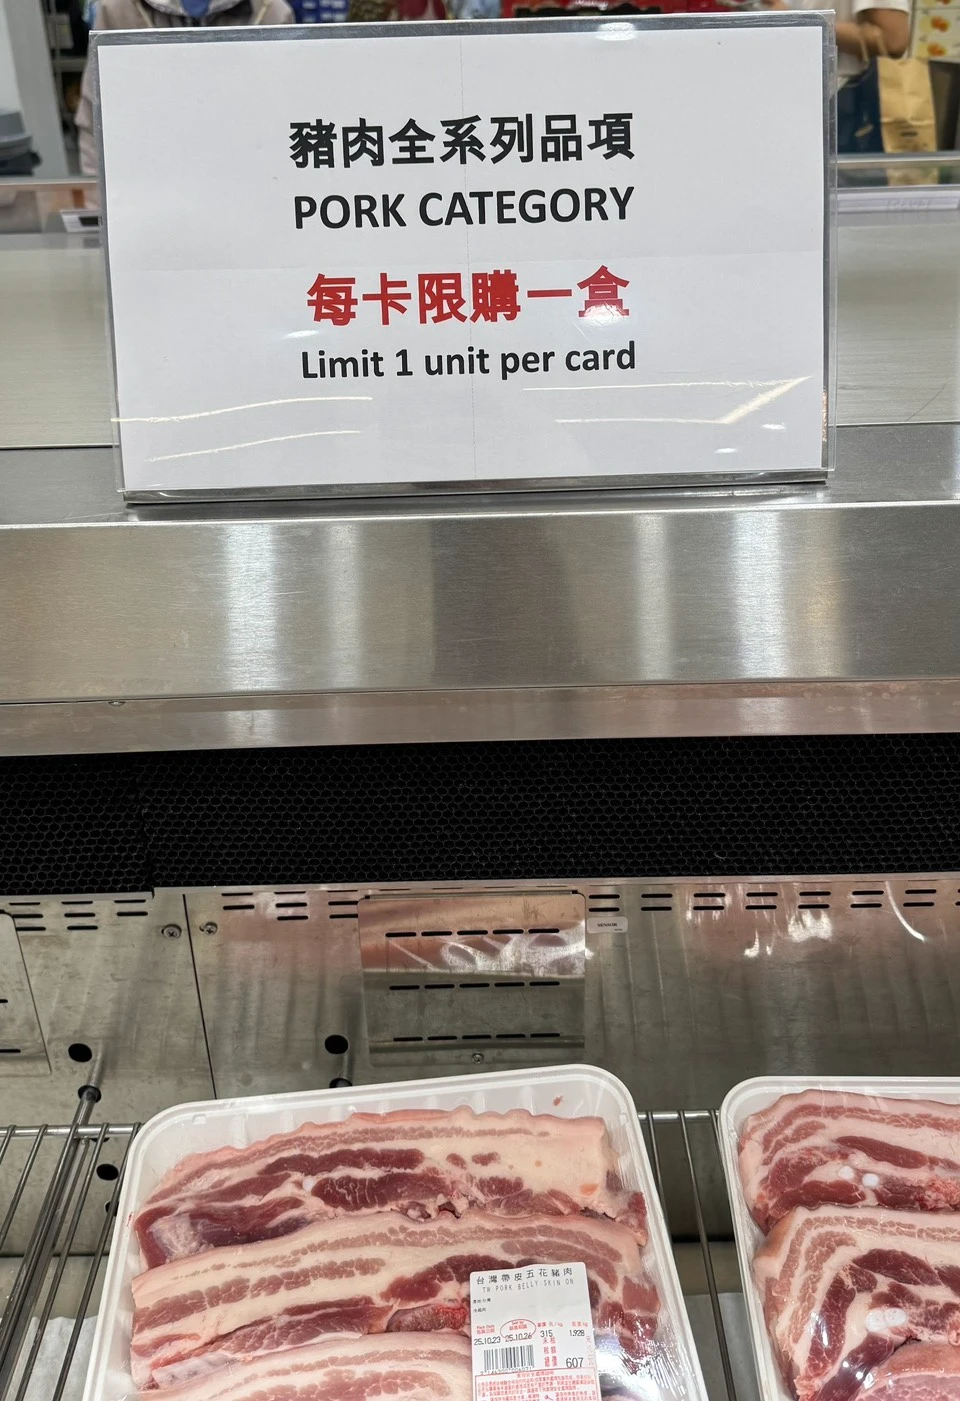 豬肉全系列品項
PORK CATEGORY
每卡限購一盒
Limit 1 unit per card
SENSOR
台灣帶皮五花豬肉
TW PORK BELLY SKIN ON
25.10.23 25.10.26 315 1.928
607